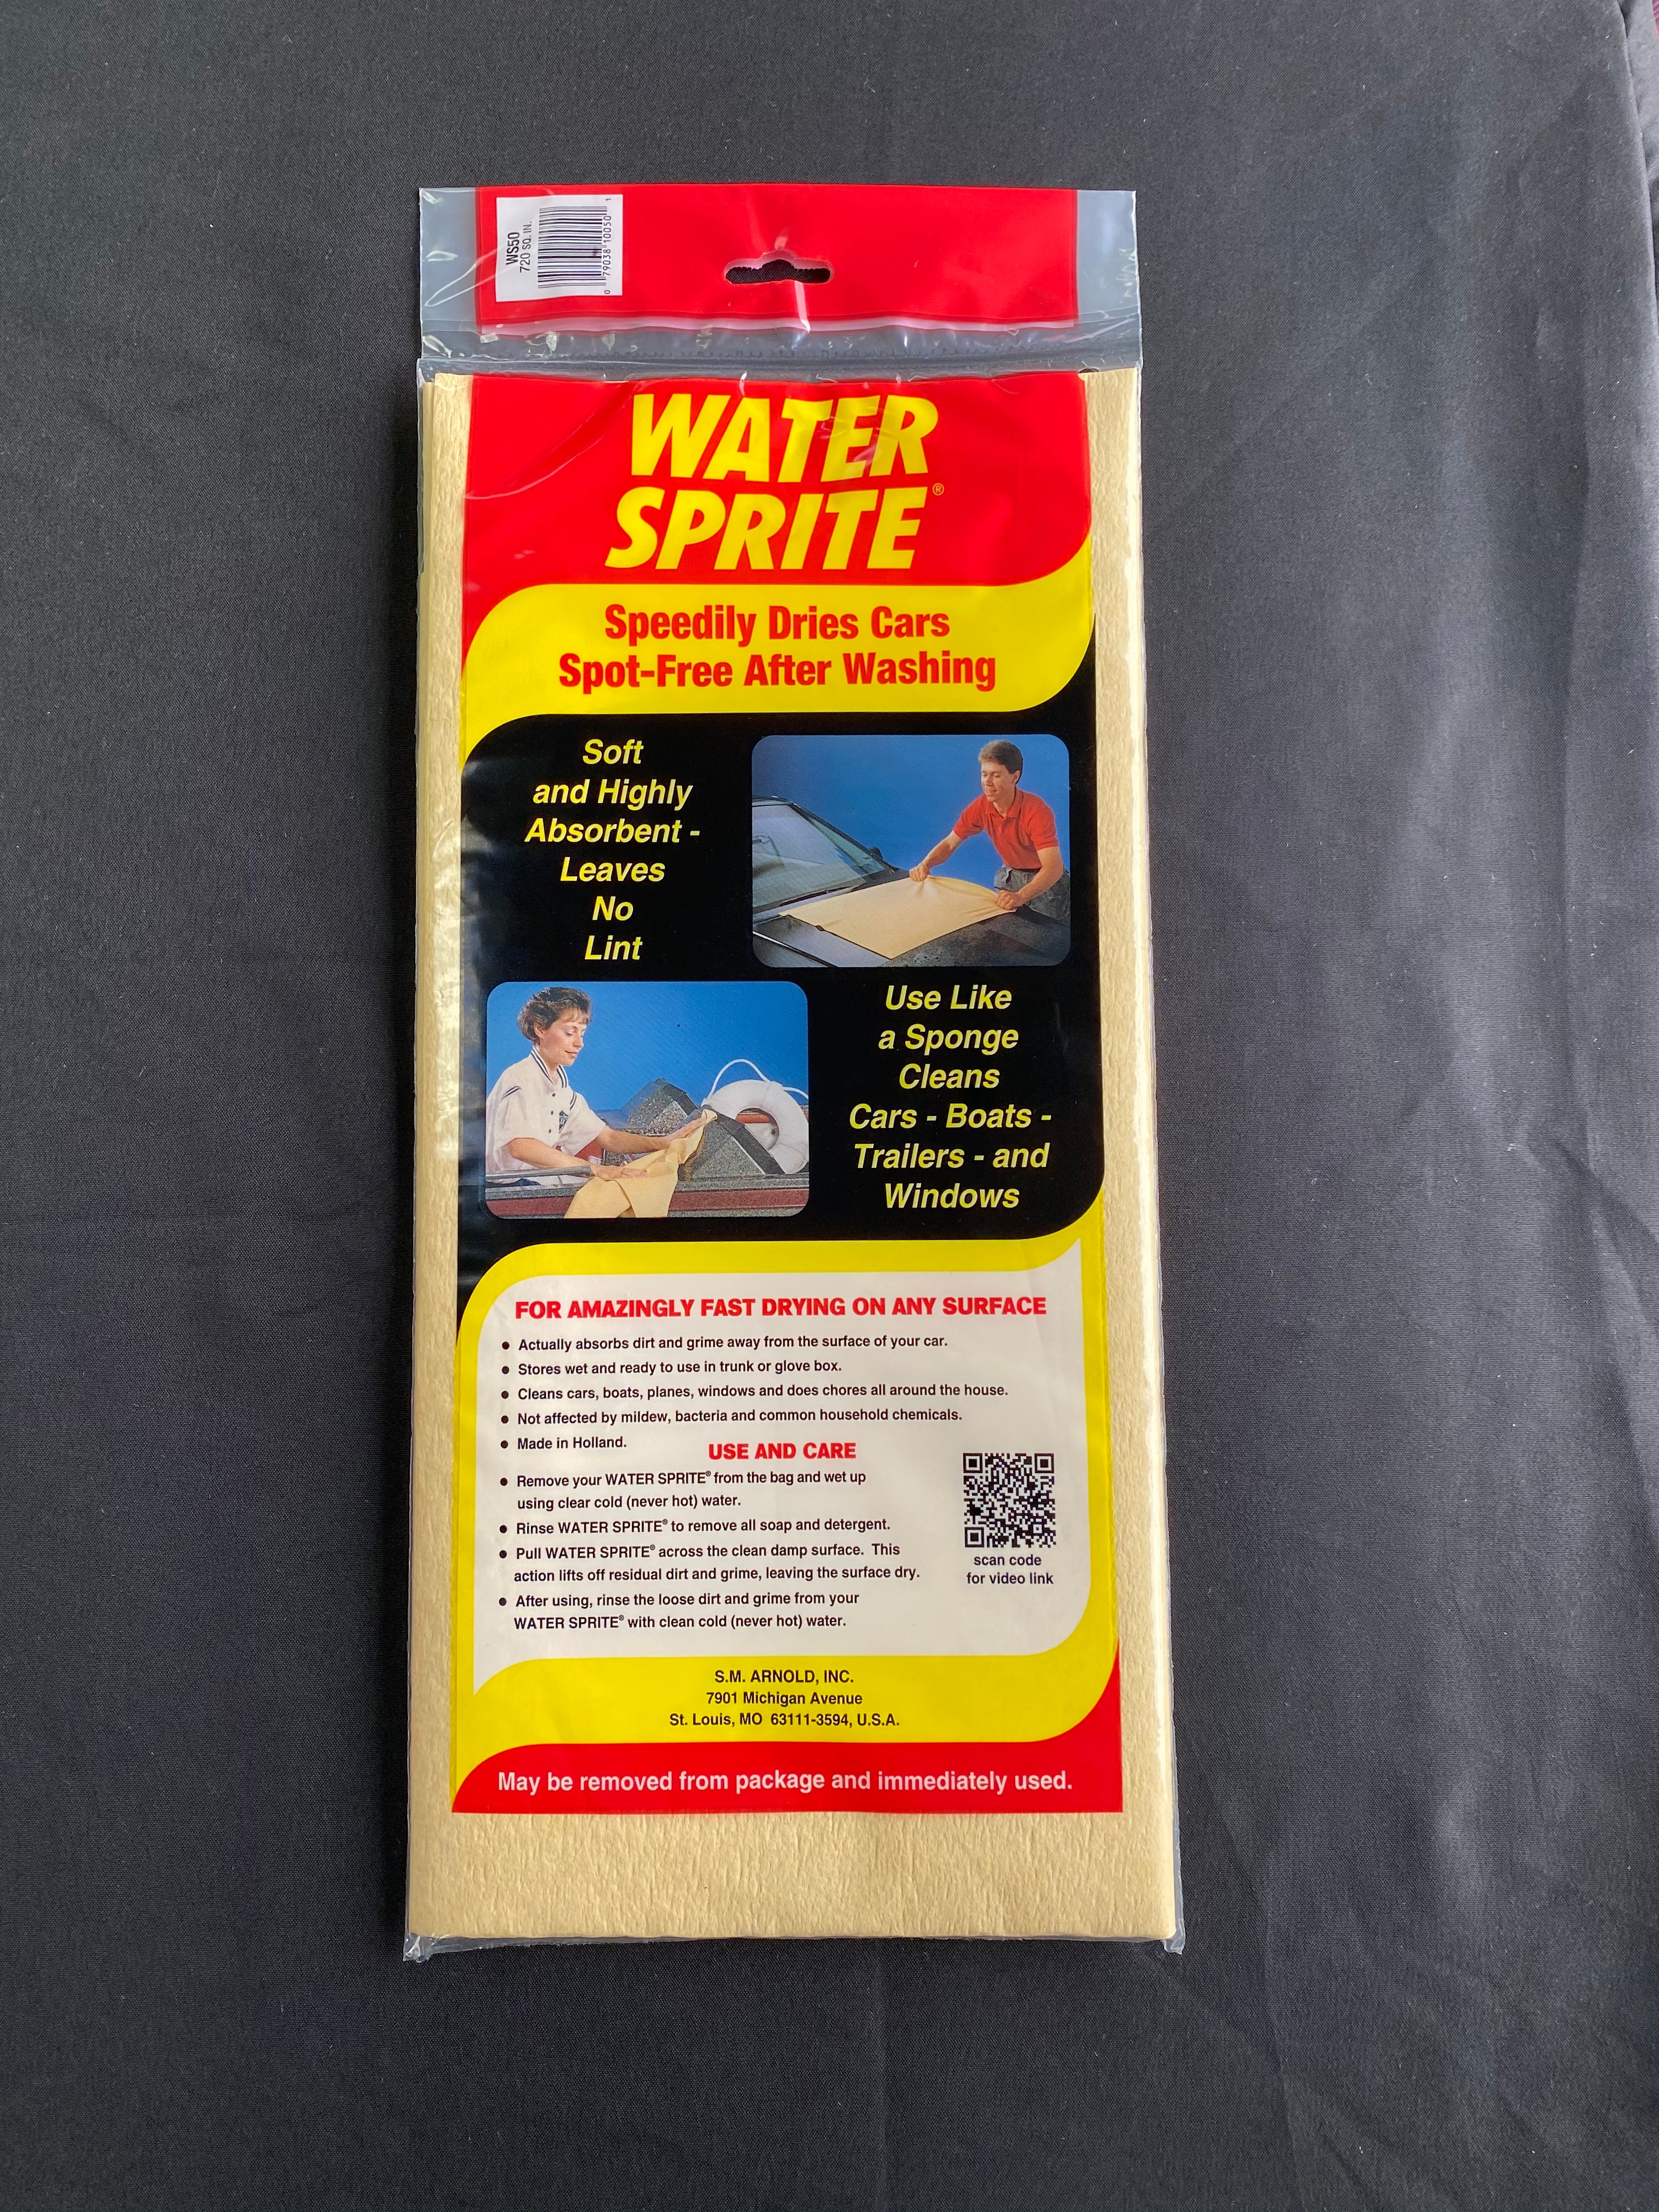 WS50
720 SQ. IN.
0 79038 10050 1
WATER
SPRITE®
Speedily Dries Cars
Spot-Free After Washing
Soft
and Highly
Absorbent -
Leaves
No
Lint
Use Like
a Sponge
Cleans
Cars - Boats -
Trailers - and
Windows
FOR AMAZINGLY FAST DRYING ON ANY SURFACE
• Actually absorbs dirt and grime away from the surface of your car.
• Stores wet and ready to use in trunk or glove box.
• Cleans cars, boats, planes, windows and does chores all around the house.
• Not affected by mildew, bacteria and common household chemicals.
• Made in Holland.
USE AND CARE
• Remove your WATER SPRITE® from the bag and wet up
using clear cold (never hot) water.
• Rinse WATER SPRITE® to remove all soap and detergent.
• Pull WATER SPRITE® across the clean damp surface. This
action lifts off residual dirt and grime, leaving the surface dry.
• After using, rinse the loose dirt and grime from your
WATER SPRITE® with clean cold (never hot) water.
scan code
for video link
S.M. ARNOLD, INC.
7901 Michigan Avenue
St. Louis, MO 63111-3594, U.S.A.
May be removed from package and immediately used.